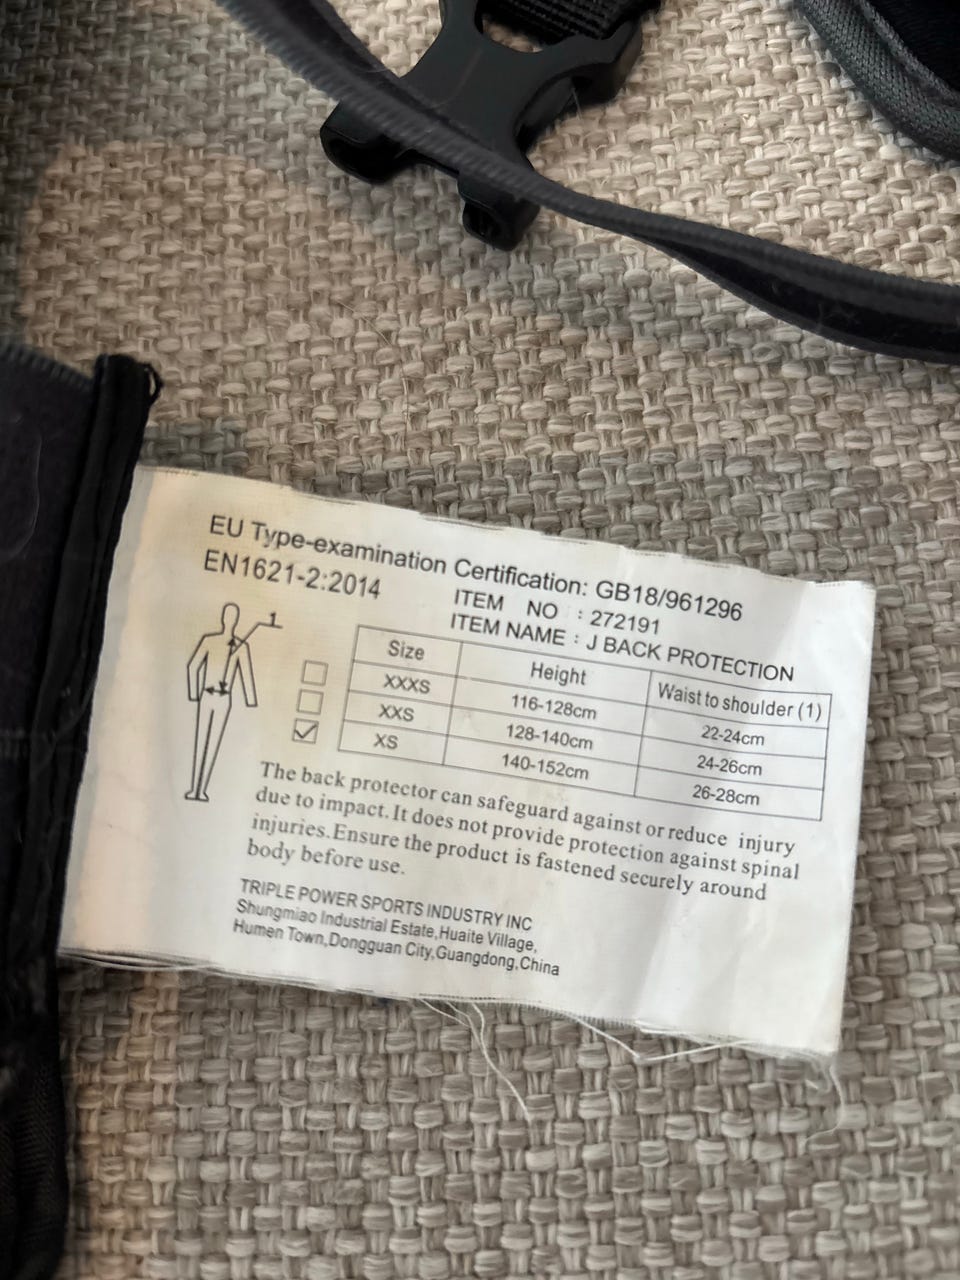 EU Type-examination Certification: GB18/961296
EN1621-2:2014
ITEM NO : 272191
ITEM NAME : J BACK PROTECTION
1
Size Height Waist to shoulder (1)
XXXS 116-128cm 22-24cm
XXS 128-140cm 24-26cm
XS 140-152cm 26-28cm
The back protector can safeguard against or reduce injury
due to impact. It does not provide protection against spinal
injuries. Ensure the product is fastened securely around
body before use.
TRIPLE POWER SPORTS INDUSTRY INC
Shungmiao Industrial Estate,Huaite Village,
Humen Town,Dongguan City,Guangdong,China